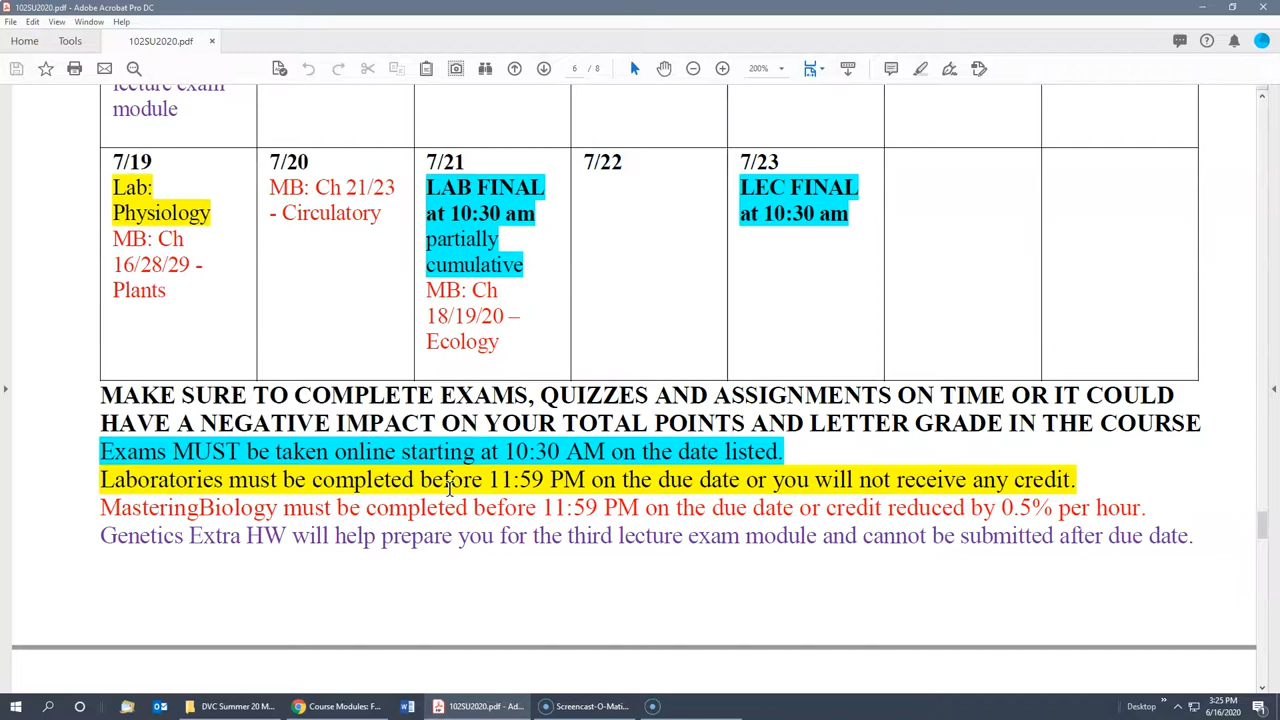 102SU2020.pdf - Adobe Acrobat Pro DC
File Edit View Window Help
Home Tools 102SU2020.pdf ×
6 / 8 200%
lecture exam
module
7/19 7/20 7/21 7/22 7/23
Lab:
Physiology
MB: Ch
16/28/29 -
Plants
MB: Ch 21/23
- Circulatory
LAB FINAL
at 10:30 am
partially
cumulative
MB: Ch
18/19/20 –
Ecology
LEC FINAL
at 10:30 am
MAKE SURE TO COMPLETE EXAMS, QUIZZES AND ASSIGNMENTS ON TIME OR IT COULD
HAVE A NEGATIVE IMPACT ON YOUR TOTAL POINTS AND LETTER GRADE IN THE COURSE
Exams MUST be taken online starting at 10:30 AM on the date listed.
Laboratories must be completed before 11:59 PM on the due date or you will not receive any credit.
MasteringBiology must be completed before 11:59 PM on the due date or credit reduced by 0.5% per hour.
Genetics Extra HW will help prepare you for the third lecture exam module and cannot be submitted after due date.
DVC Summer 20 M... Course Modules: F... 102SU2020.pdf - Ad... Screencast-O-Mati... Desktop
3:25 PM
6/16/2020